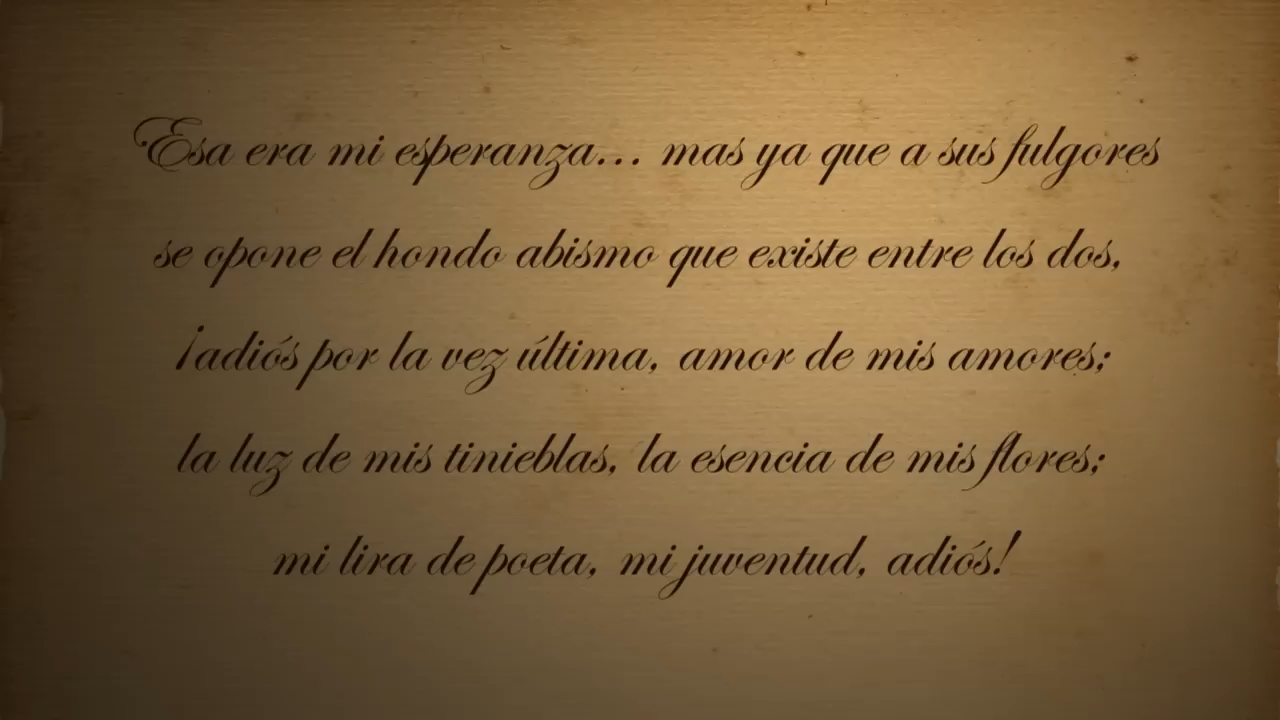 Esa era mi esperanza... mas ya que a sus fulgores
se opone el hondo abismo que existe entre los dos,
¡adiós por la vez última, amor de mis amores;
la luz de mis tinieblas, la esencia de mis flores;
mi lira de poeta, mi juventud, adiós!